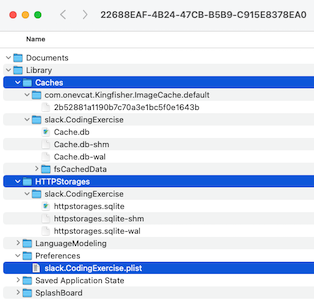 22688EAF-4B24-47CB-B5B9-C915E8378EA0
Name
Documents
Library
Caches
com.onevcat.Kingfisher.ImageCache.default
2b52881a1190b7c70a3e1bc5f0e1643b
slack.CodingExercise
Cache.db
Cache.db-shm
Cache.db-wal
fsCachedData
HTTPStorages
slack.CodingExercise
httpstorages.sqlite
httpstorages.sqlite-shm
httpstorages.sqlite-wal
LanguageModeling
Preferences
slack.CodingExercise.plist
Saved Application State
SplashBoard